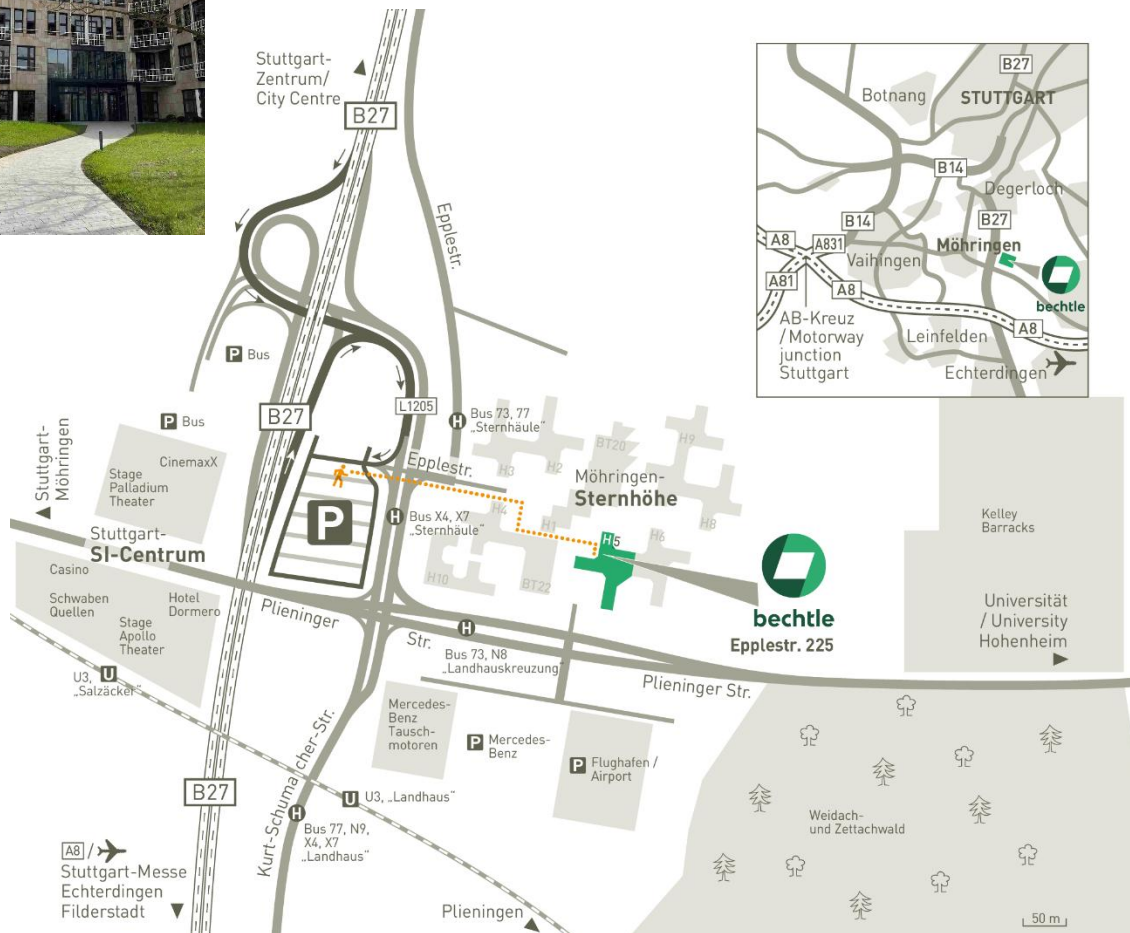 Stuttgart-
Zentrum/
City Centre
B27
Epplestr.
P Bus
P Bus
B27
L1205
H
Bus 73, 77
„Sternhäule“
Stuttgart-
Möhringen
CinemaxX
Stage
Palladium
Theater
P
Epplestr.
H
Bus X4, X7
„Sternhäule“
H3
H2
BT20
H9
H4
H1
H8
H6
H10
BT22
H5
Möhringen-
Sternhöhe
Stuttgart-
SI-Centrum
Casino
Schwaben
Quellen
Hotel
Dormero
Stage
Apollo
Theater
Plieninger
Str.
H
Bus 73, N8
„Landhauskreuzung“
Plieninger Str.
bechtle
Epplestr. 225
Kelley
Barracks
Universität
/ University
Hohenheim
U3,
„Salzäcker“
U
Mercedes-
Benz
Tausch-
motoren
P Mercedes-
Benz
P Flughafen /
Airport
Kurt-Schumacher-Str.
U U3, „Landhaus“
H
Bus 77, N9,
X4, X7
„Landhaus“
B27
A8 /
Stuttgart-Messe
Echterdingen
Filderstadt
Plieningen
Weidach-
und Zettachwald
50 m
B27
Botnang
STUTTGART
B14
Degerloch
B14
B27
A8
A831
Möhringen
Vaihingen
A81
A8
bechtle
AB-Kreuz
/ Motorway
junction
Stuttgart
Leinfelden
A8
Echterdingen